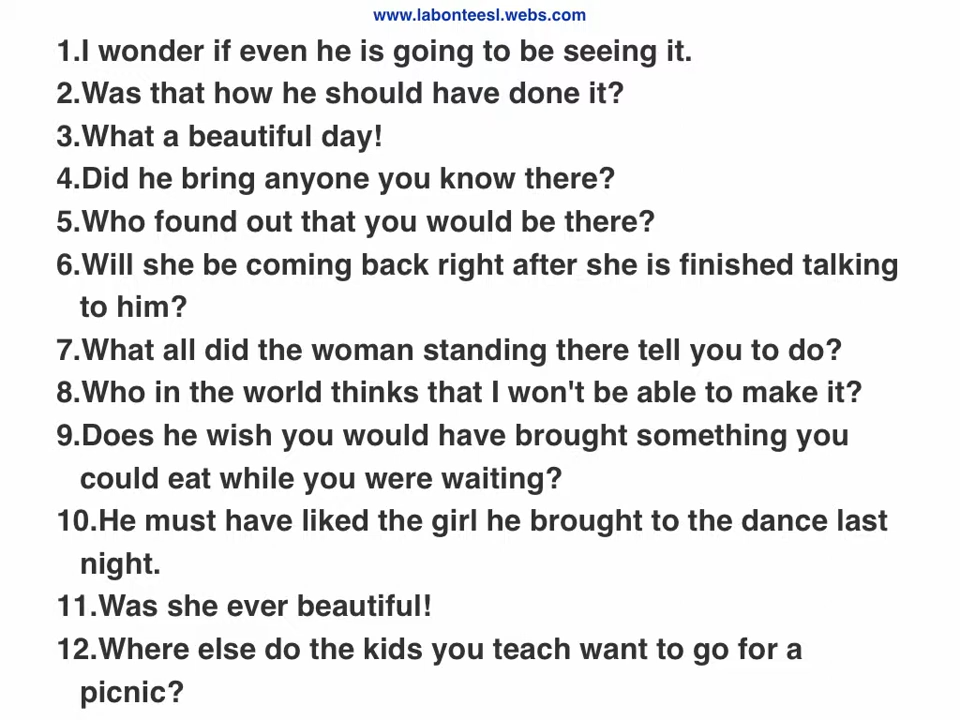 www.labonteesl.webs.com
1.I wonder if even he is going to be seeing it.
2.Was that how he should have done it?
3.What a beautiful day!
4.Did he bring anyone you know there?
5.Who found out that you would be there?
6.Will she be coming back right after she is finished talking
to him?
7.What all did the woman standing there tell you to do?
8.Who in the world thinks that I won't be able to make it?
9.Does he wish you would have brought something you
could eat while you were waiting?
10.He must have liked the girl he brought to the dance last
night.
11.Was she ever beautiful!
12.Where else do the kids you teach want to go for a
picnic?